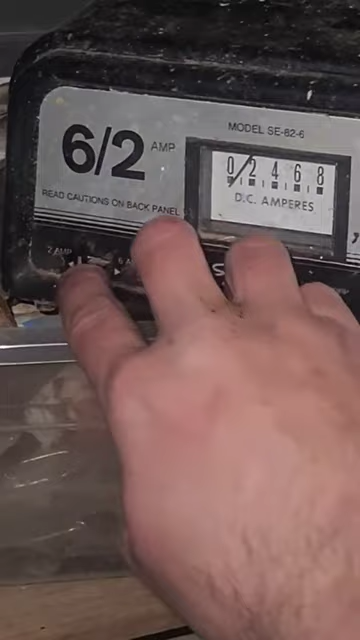 MODEL SE-82-6
6/2 AMP
0 2 4 6 8
D.C. AMPERES
READ CAUTIONS ON BACK PANEL
2 AMP
6 A
S